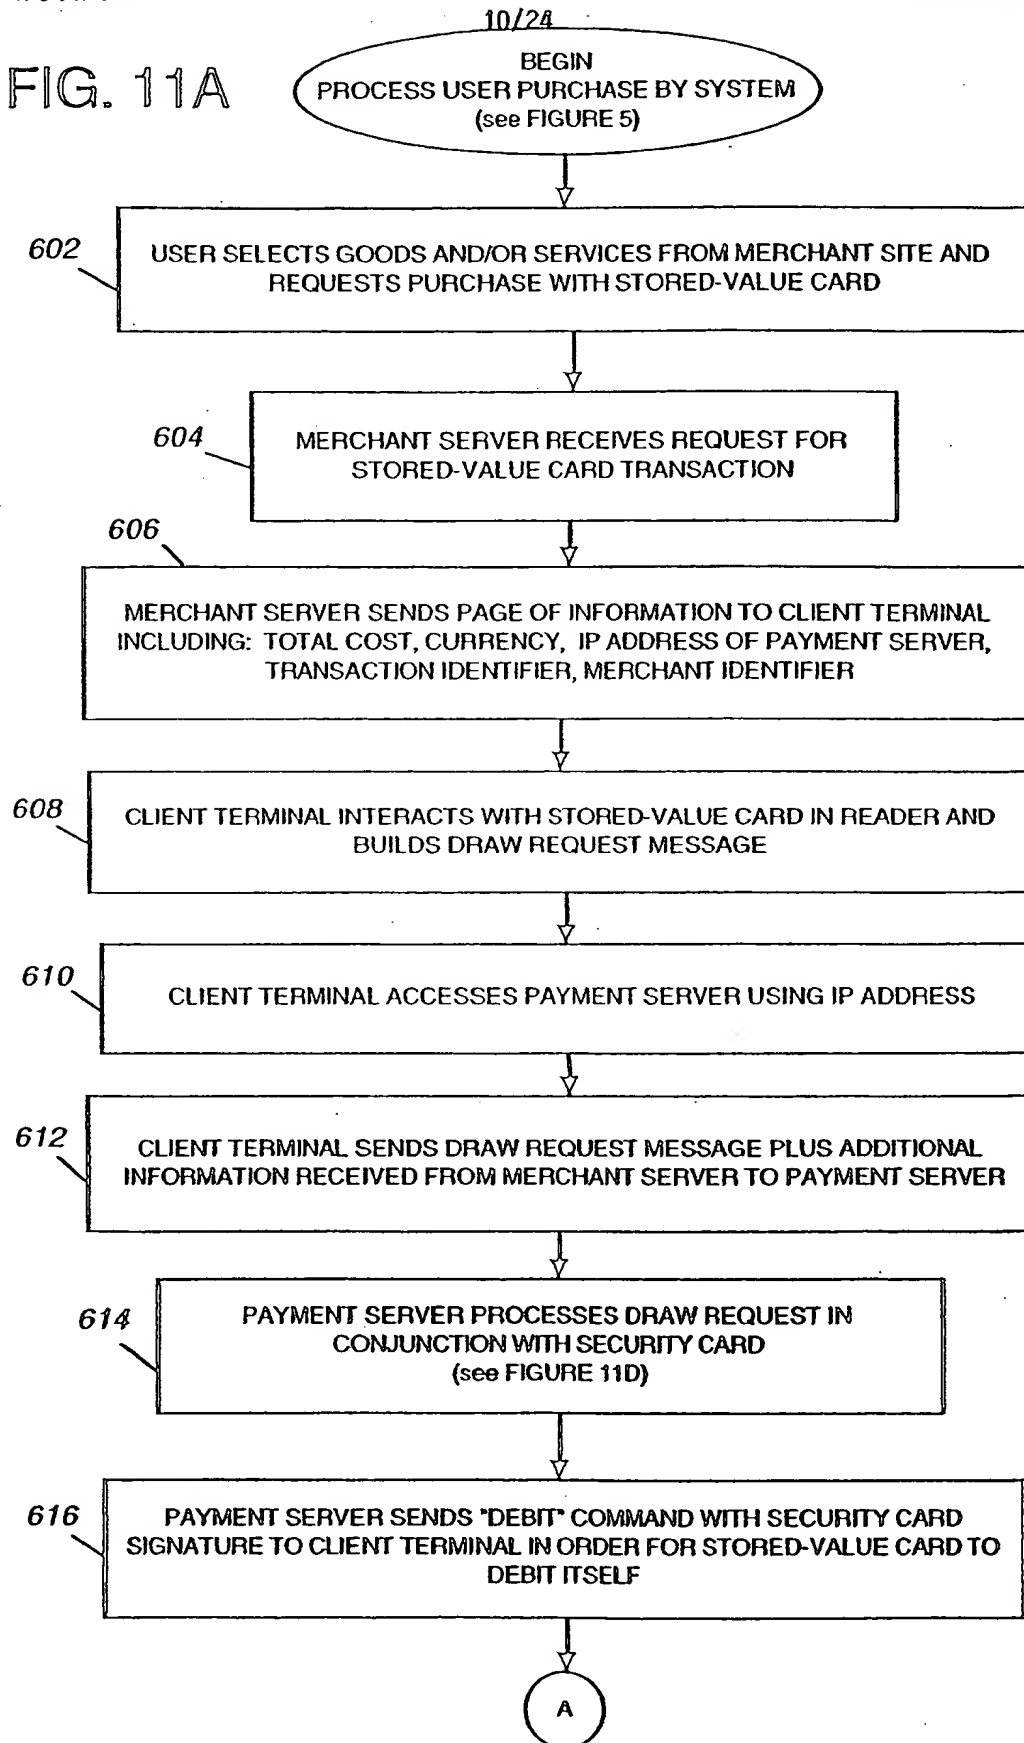 10/24
FIG. 11A
BEGIN
PROCESS USER PURCHASE BY SYSTEM
(see FIGURE 5)
602
USER SELECTS GOODS AND/OR SERVICES FROM MERCHANT SITE AND
REQUESTS PURCHASE WITH STORED-VALUE CARD
604
MERCHANT SERVER RECEIVES REQUEST FOR
STORED-VALUE CARD TRANSACTION
606
MERCHANT SERVER SENDS PAGE OF INFORMATION TO CLIENT TERMINAL
INCLUDING: TOTAL COST, CURRENCY, IP ADDRESS OF PAYMENT SERVER,
TRANSACTION IDENTIFIER, MERCHANT IDENTIFIER
608
CLIENT TERMINAL INTERACTS WITH STORED-VALUE CARD IN READER AND
BUILDS DRAW REQUEST MESSAGE
610
CLIENT TERMINAL ACCESSES PAYMENT SERVER USING IP ADDRESS
612
CLIENT TERMINAL SENDS DRAW REQUEST MESSAGE PLUS ADDITIONAL
INFORMATION RECEIVED FROM MERCHANT SERVER TO PAYMENT SERVER
614
PAYMENT SERVER PROCESSES DRAW REQUEST IN
CONJUNCTION WITH SECURITY CARD
(see FIGURE 11D)
616
PAYMENT SERVER SENDS "DEBIT" COMMAND WITH SECURITY CARD
SIGNATURE TO CLIENT TERMINAL IN ORDER FOR STORED-VALUE CARD TO
DEBIT ITSELF
A